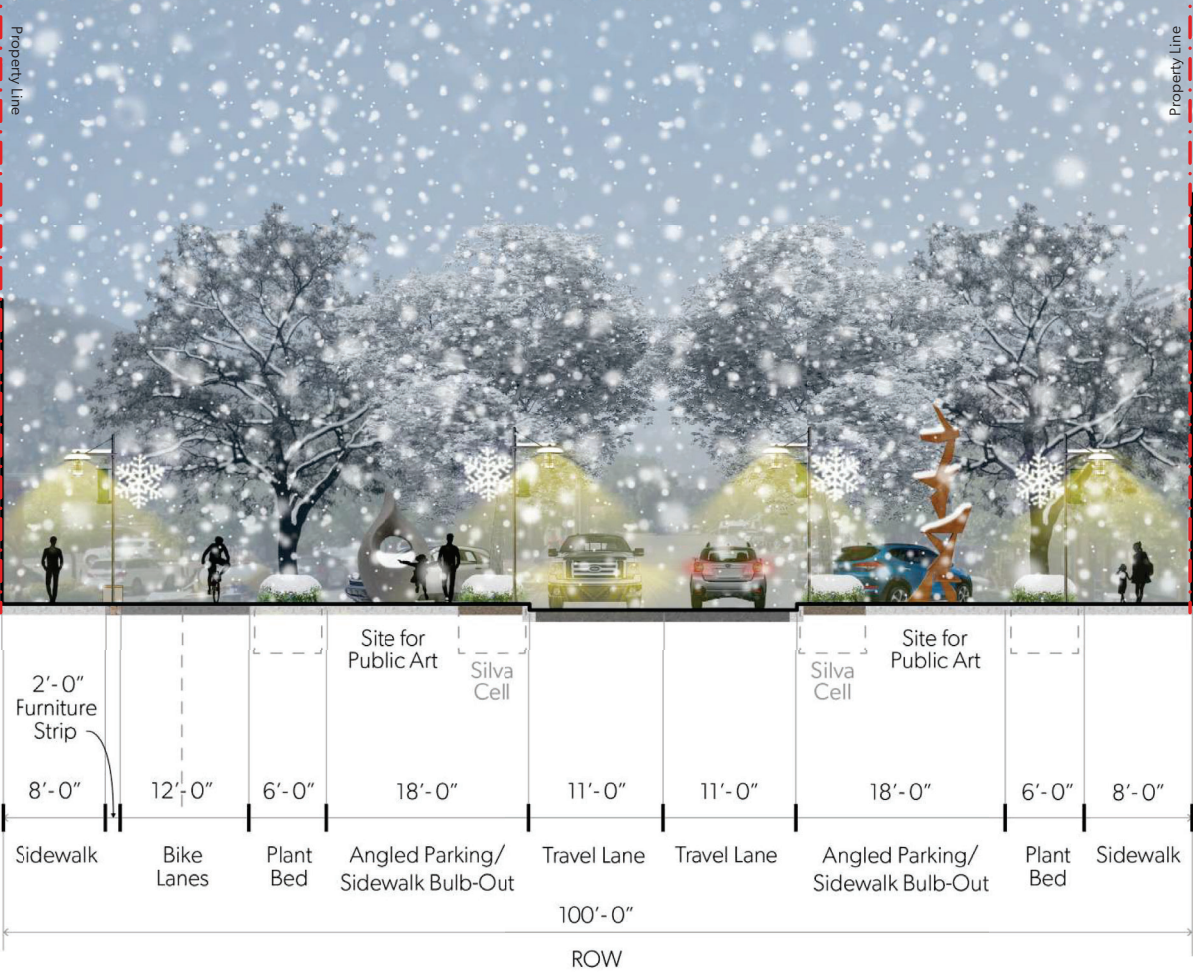 Property Line
Property Line
Site for
Public Art
Silva
Cell
Silva
Cell
Site for
Public Art
2'-0"
Furniture
Strip
8'-0"
12'-0"
6'-0"
18'-0"
11'-0"
11'-0"
18'-0"
6'-0"
8'-0"
Sidewalk
Bike
Lanes
Plant
Bed
Angled Parking/
Sidewalk Bulb-Out
Travel Lane
Travel Lane
Angled Parking/
Sidewalk Bulb-Out
Plant
Bed
Sidewalk
100'-0"
ROW